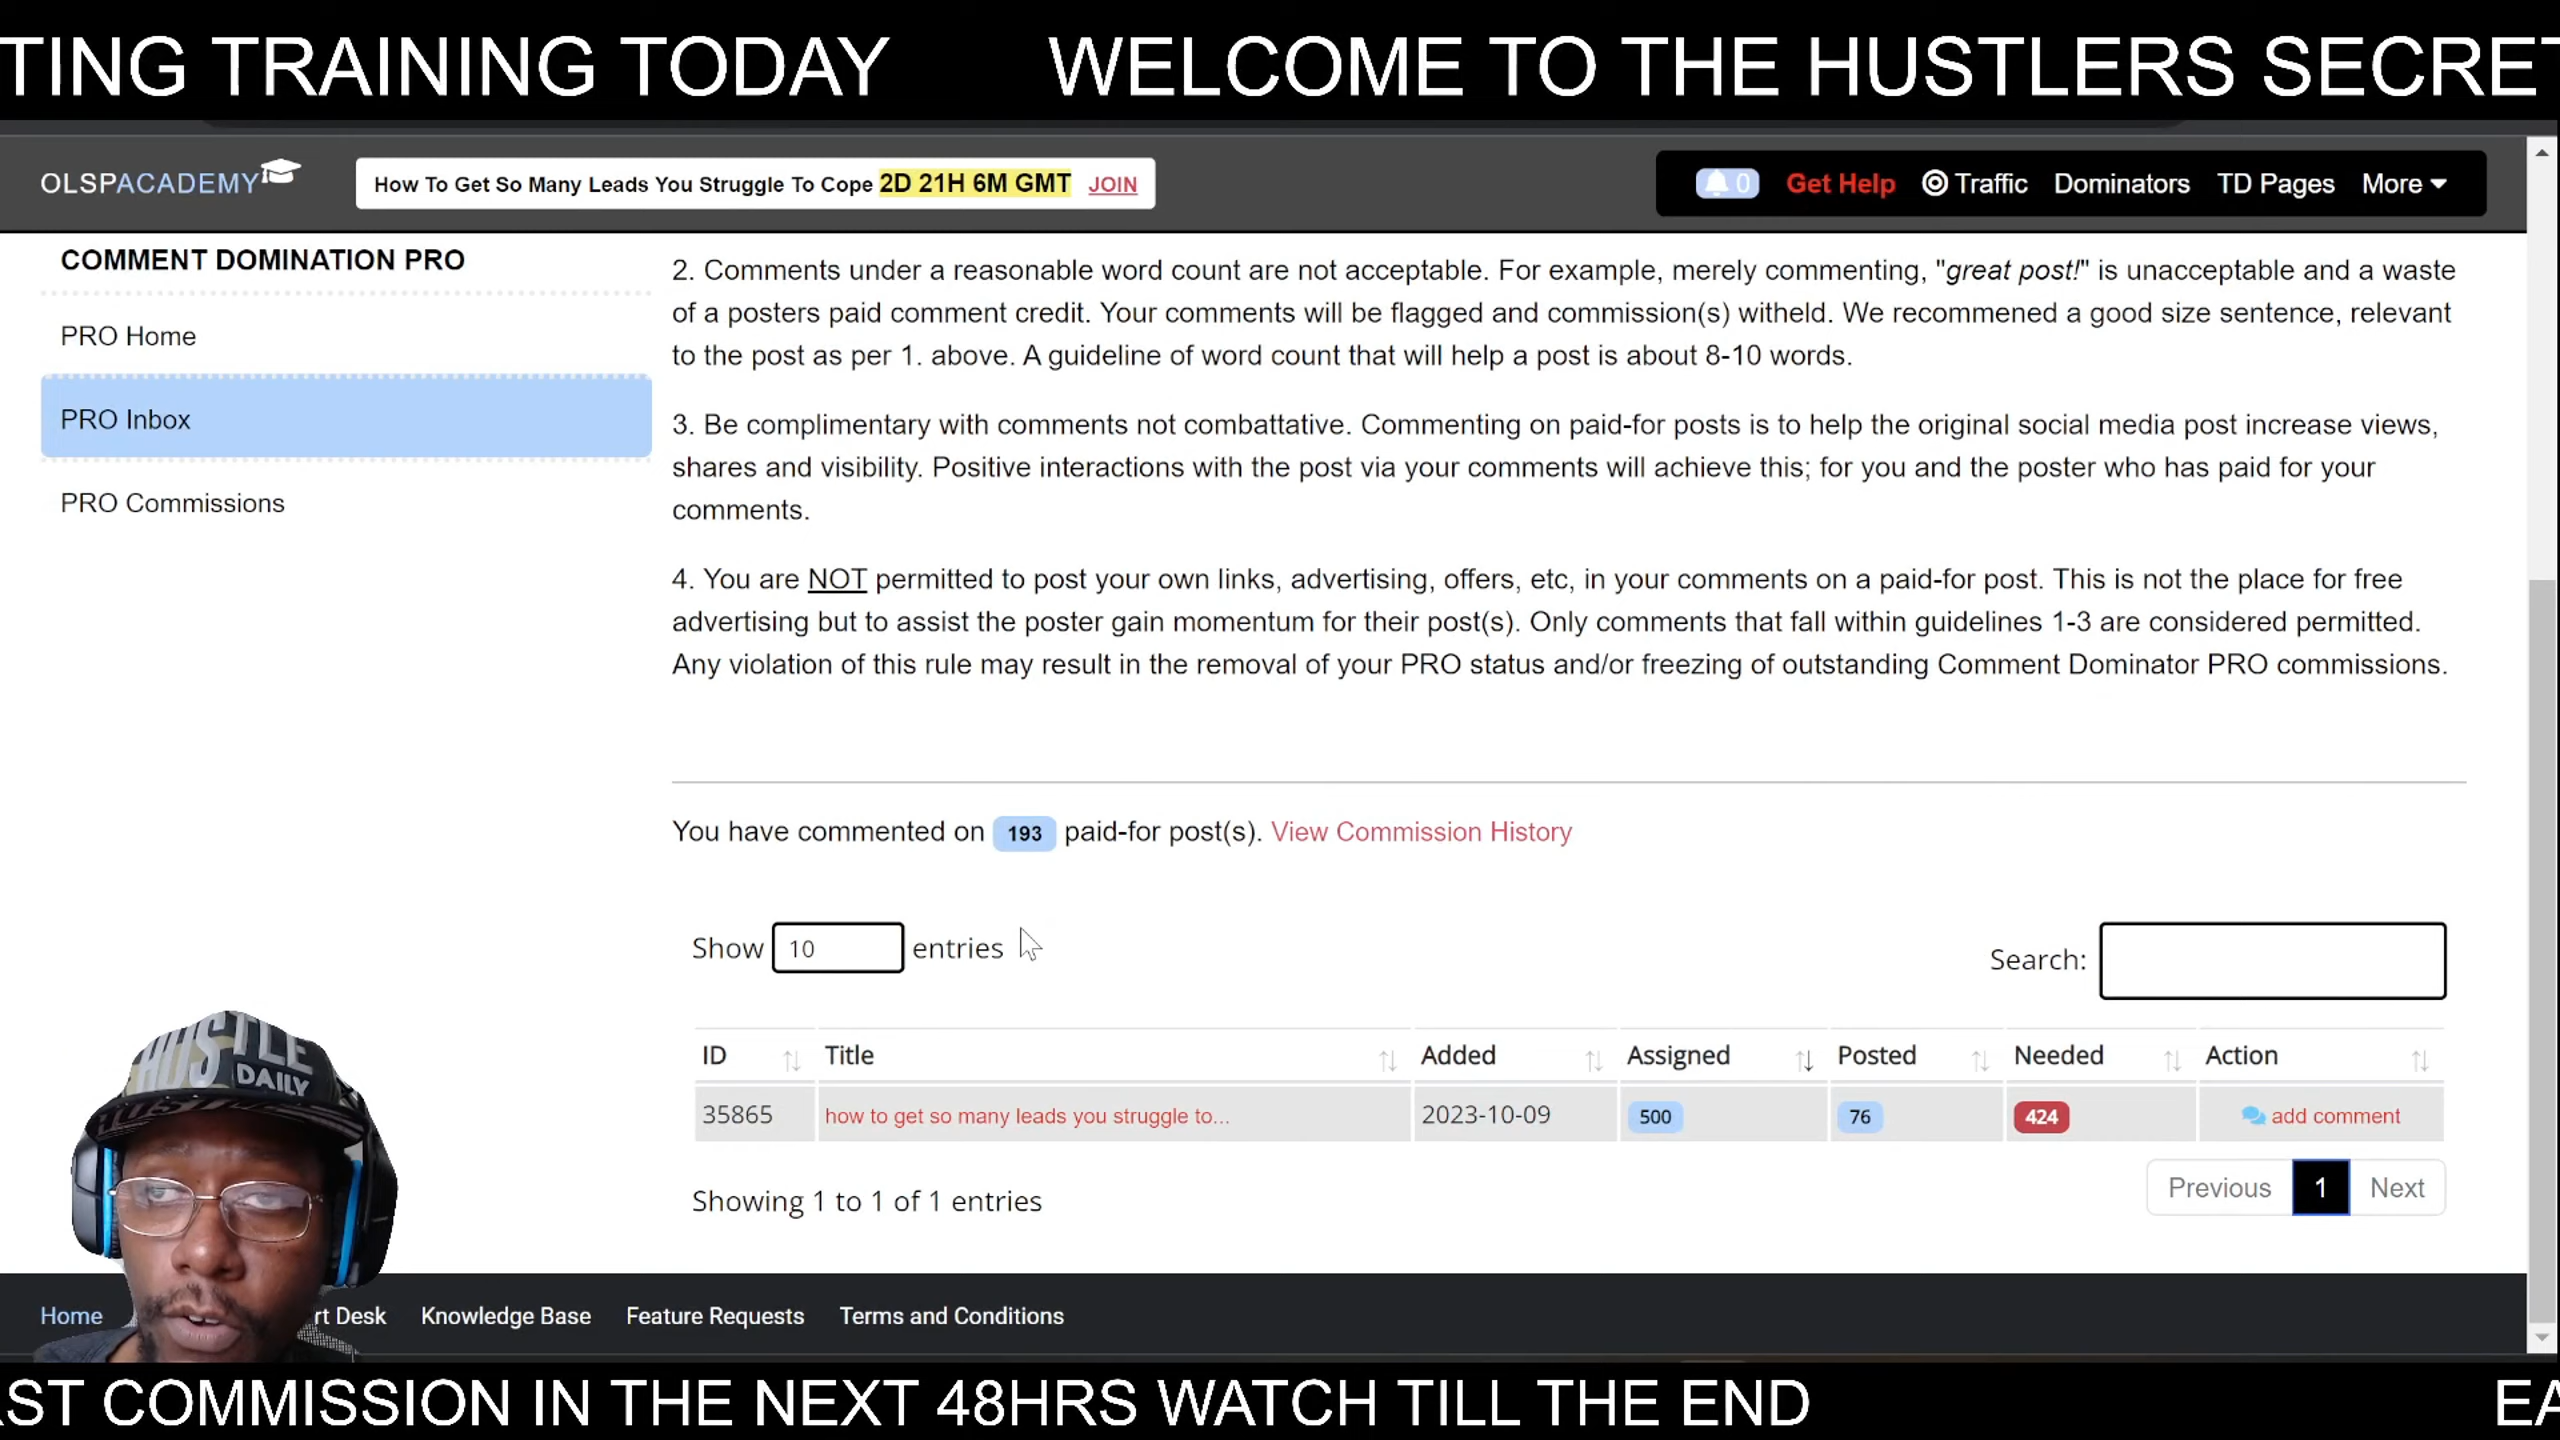 TING TRAINING TODAY WELCOME TO THE HUSTLERS SECRET
OLSPACADEMY
How To Get So Many Leads You Struggle To Cope 2D 21H 6M GMT JOIN
0 Get Help Traffic Dominators TD Pages More
COMMENT DOMINATION PRO
PRO Home
PRO Inbox
PRO Commissions
2. Comments under a reasonable word count are not acceptable. For example, merely commenting, "great post!" is unacceptable and a waste
of a posters paid comment credit. Your comments will be flagged and commission(s) witheld. We recommened a good size sentence, relevant
to the post as per 1. above. A guideline of word count that will help a post is about 8-10 words.
3. Be complimentary with comments not combattative. Commenting on paid-for posts is to help the original social media post increase views,
shares and visibility. Positive interactions with the post via your comments will achieve this; for you and the poster who has paid for your
comments.
4. You are NOT permitted to post your own links, advertising, offers, etc, in your comments on a paid-for post. This is not the place for free
advertising but to assist the poster gain momentum for their post(s). Only comments that fall within guidelines 1-3 are considered permitted.
Any violation of this rule may result in the removal of your PRO status and/or freezing of outstanding Comment Dominator PRO commissions.
You have commented on 193 paid-for post(s). View Commission History
Show 10 entries
Search:
ID Title Added Assigned Posted Needed Action
35865 how to get so many leads you struggle to... 2023-10-09 500 76 424 add comment
Showing 1 to 1 of 1 entries
Previous 1 Next
HUSTLE
DAILY
Home rt Desk Knowledge Base Feature Requests Terms and Conditions
RST COMMISSION IN THE NEXT 48HRS WATCH TILL THE END EA